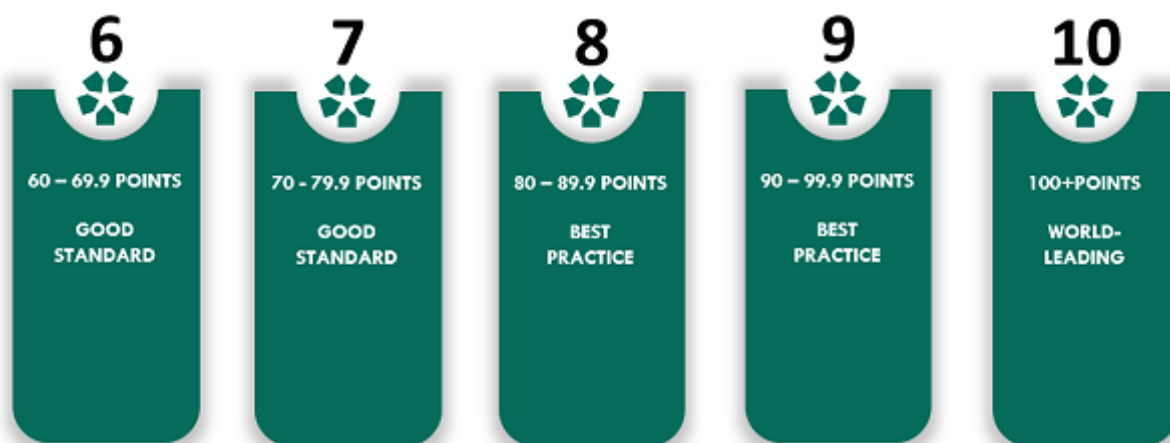 6
60 – 69.9 POINTS
GOOD
STANDARD
7
70 - 79.9 POINTS
GOOD
STANDARD
8
80 – 89.9 POINTS
BEST
PRACTICE
9
90 – 99.9 POINTS
BEST
PRACTICE
10
100+POINTS
WORLD-
LEADING